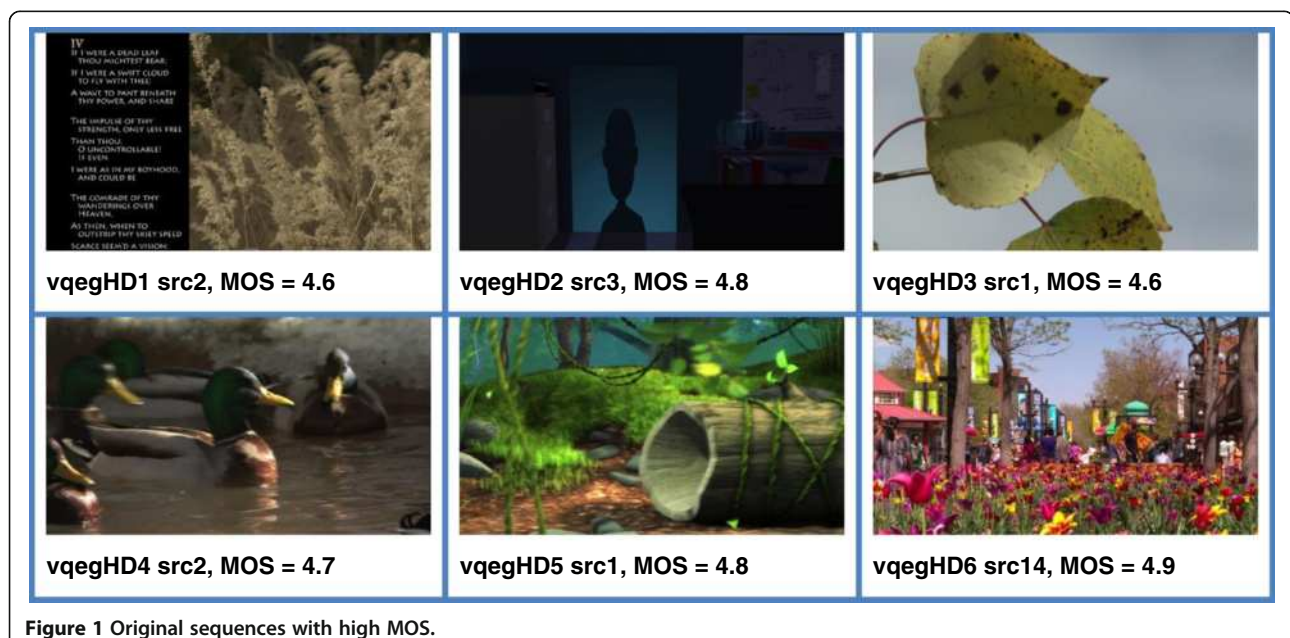 IV
IF I WERE A DEAD LEAF
THOU MIGHTEST BEAR;
IF I WERE A SWIFT CLOUD
TO FLY WITH THEE;
A WAVE TO PANT BENEATH
THY POWER, AND SHARE
THE IMPULSE OF THY
STRENGTH, ONLY LESS FREE
THAN THOU,
O UNCONTROLLABLE!
IF EVEN
I WERE AS IN MY BOYHOOD,
AND COULD BE
THE COMRADE OF THY
WANDERINGS OVER
HEAVEN,
AS THEN, WHEN TO
OUTSTRIP THY SKIEY SPEED
SCARCE SEEM'D A VISION;
vqegHD1 src2, MOS = 4.6
vqegHD2 src3, MOS = 4.8
vqegHD3 src1, MOS = 4.6
vqegHD4 src2, MOS = 4.7
vqegHD5 src1, MOS = 4.8
vqegHD6 src14, MOS = 4.9
Figure 1 Original sequences with high MOS.